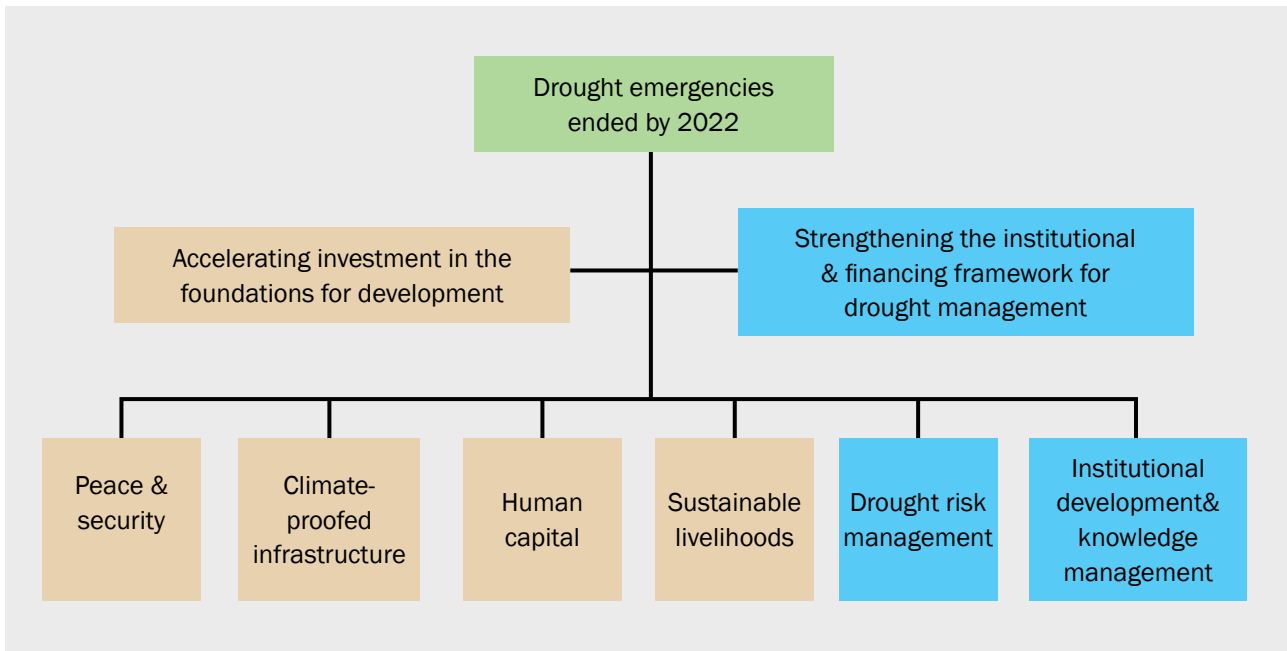 Drought emergencies
ended by 2022
Accelerating investment in the
foundations for development
Strengthening the institutional
& financing framework for
drought management
Peace &
security
Climate-
proofed
infrastructure
Human
capital
Sustainable
livelihoods
Drought risk
management
Institutional
development&
knowledge
management